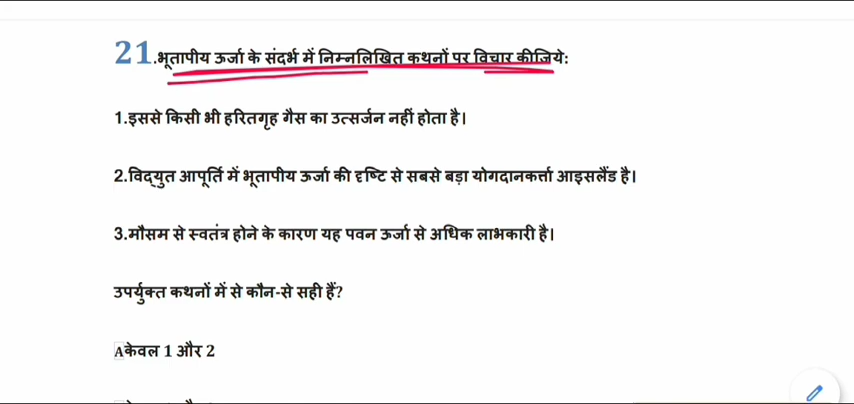 21.भूतापीय ऊर्जा के संदर्भ में निम्नलिखित कथनों पर विचार कीजिये:
1.इससे किसी भी हरितगृह गैस का उत्सर्जन नहीं होता है।
2.विद्युत आपूर्ति में भूतापीय ऊर्जा की दृष्टि से सबसे बड़ा योगदानकर्त्ता आइसलैंड है।
3.मौसम से स्वतंत्र होने के कारण यह पवन ऊर्जा से अधिक लाभकारी है।
उपर्युक्त कथनों में से कौन-से सही हैं?
Aकेवल 1 और 2